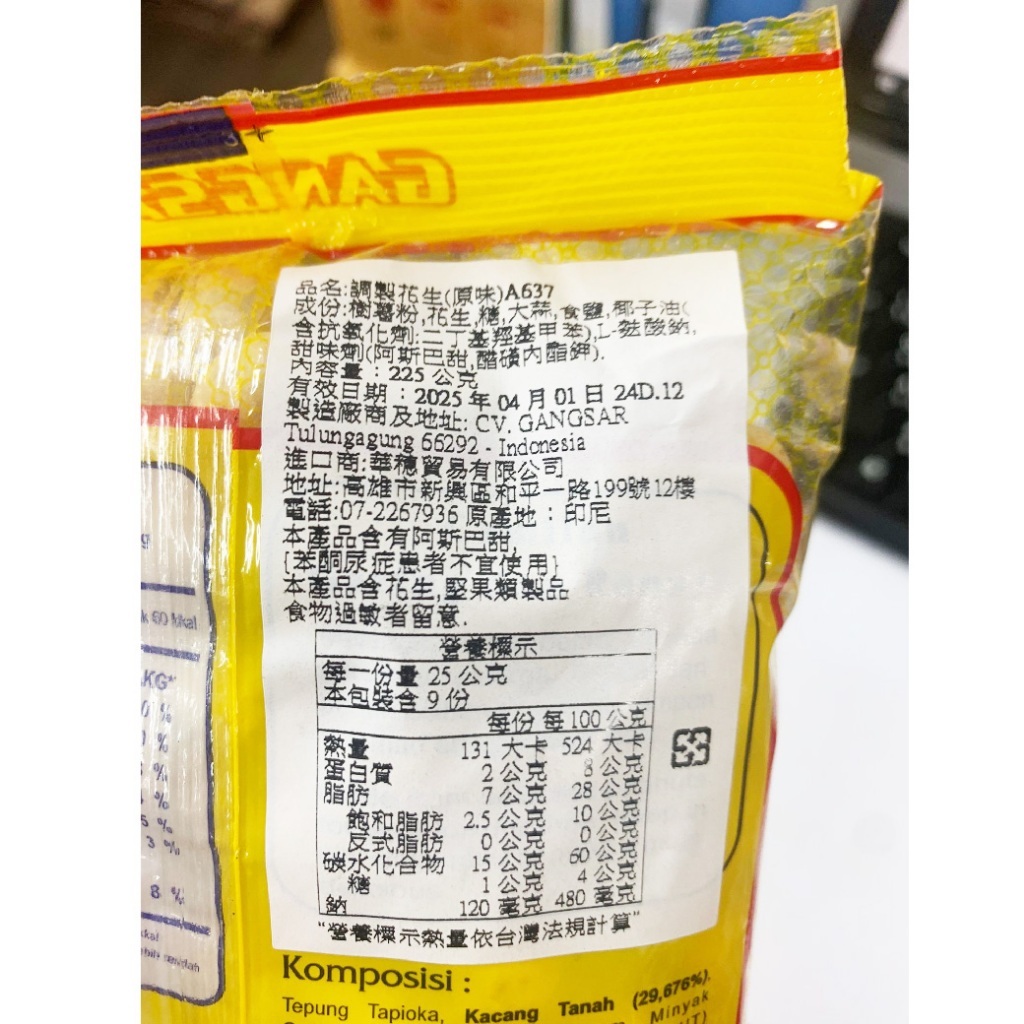 GANGSA
品名:調製花生(原味)A637
成份:樹薯粉,花生,糖,大蒜,食鹽,椰子油(
含抗氧化劑:二丁基羥基甲苯),L-麩酸鈉,
甜味劑(阿斯巴甜,醋磺內酯鉀).
內容量：225 公克
有效日期：2025 年 04 月 01 日 24D.12
製造廠商及地址: CV. GANGSAR
Tulungagung 66292 - Indonesia
進口商:華穗貿易有限公司
地址:高雄市新興區和平一路199號12樓
電話:07-2267936 原產地：印尼
本產品含有阿斯巴甜,
{苯酮尿症患者不宜使用}
本產品含花生,堅果類製品
食物過敏者留意.
營養標示
每一份量 25 公克
本包裝含 9 份
每份 每 100 公克
熱量 131 大卡 524 大卡
蛋白質 2 公克 8 公克
脂肪 7 公克 28 公克
飽和脂肪 2.5 公克 10 公克
反式脂肪 0 公克 0 公克
碳水化合物 15 公克 60 公克
糖 1 公克 4 公克
鈉 120 毫克 480 毫克
"營養標示熱量依台灣法規計算"
60 kkal
AKG*
0 %
%
%
%
5 %
3 %
8 %
Komposisi :
Tepung Tapioka, Kacang Tanah (29,676%),
Minyak